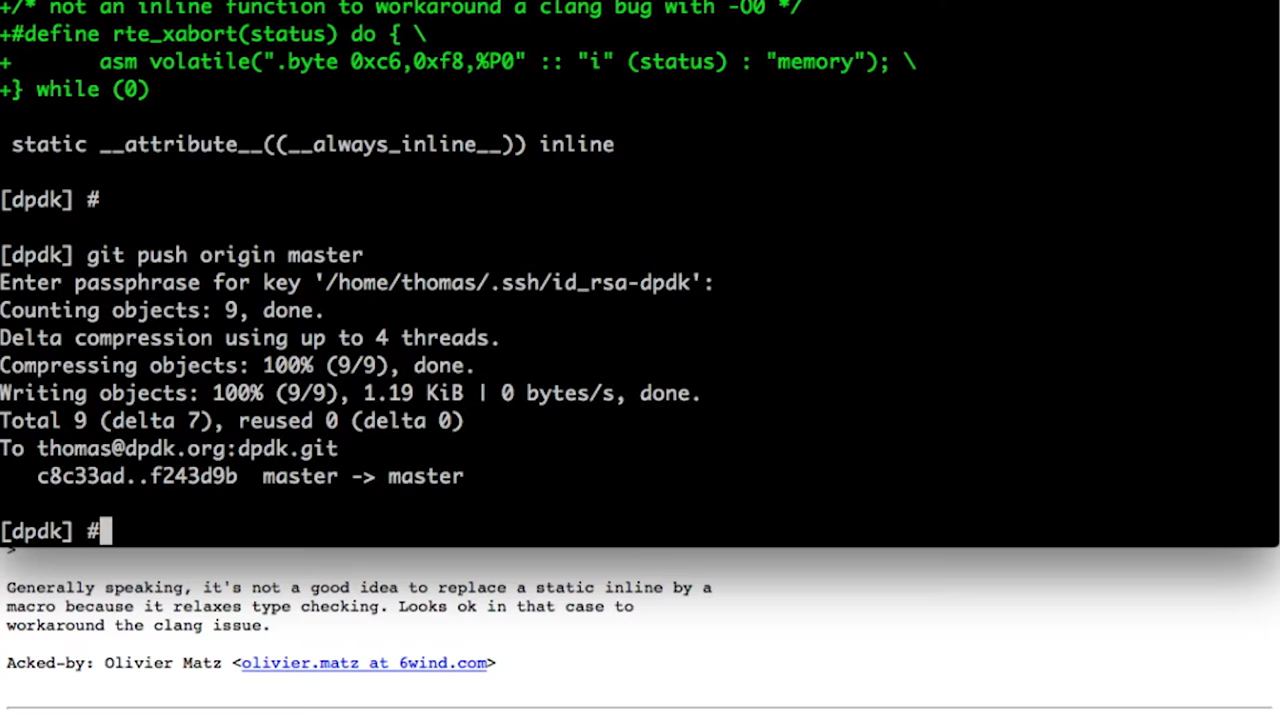 +/* not an inline function to workaround a clang bug with -O0 */
+#define rte_xabort(status) do { \
+       asm volatile(".byte 0xc6,0xf8,%P0" :: "i" (status) : "memory"); \
+} while (0)
static __attribute__((__always_inline__)) inline
[dpdk] #
[dpdk] git push origin master
Enter passphrase for key '/home/thomas/.ssh/id_rsa-dpdk':
Counting objects: 9, done.
Delta compression using up to 4 threads.
Compressing objects: 100% (9/9), done.
Writing objects: 100% (9/9), 1.19 KiB | 0 bytes/s, done.
Total 9 (delta 7), reused 0 (delta 0)
To thomas@dpdk.org:dpdk.git
   c8c33ad..f243d9b  master -> master
[dpdk] #
>
Generally speaking, it's not a good idea to replace a static inline by a
macro because it relaxes type checking. Looks ok in that case to
workaround the clang issue.
Acked-by: Olivier Matz <olivier.matz at 6wind.com>